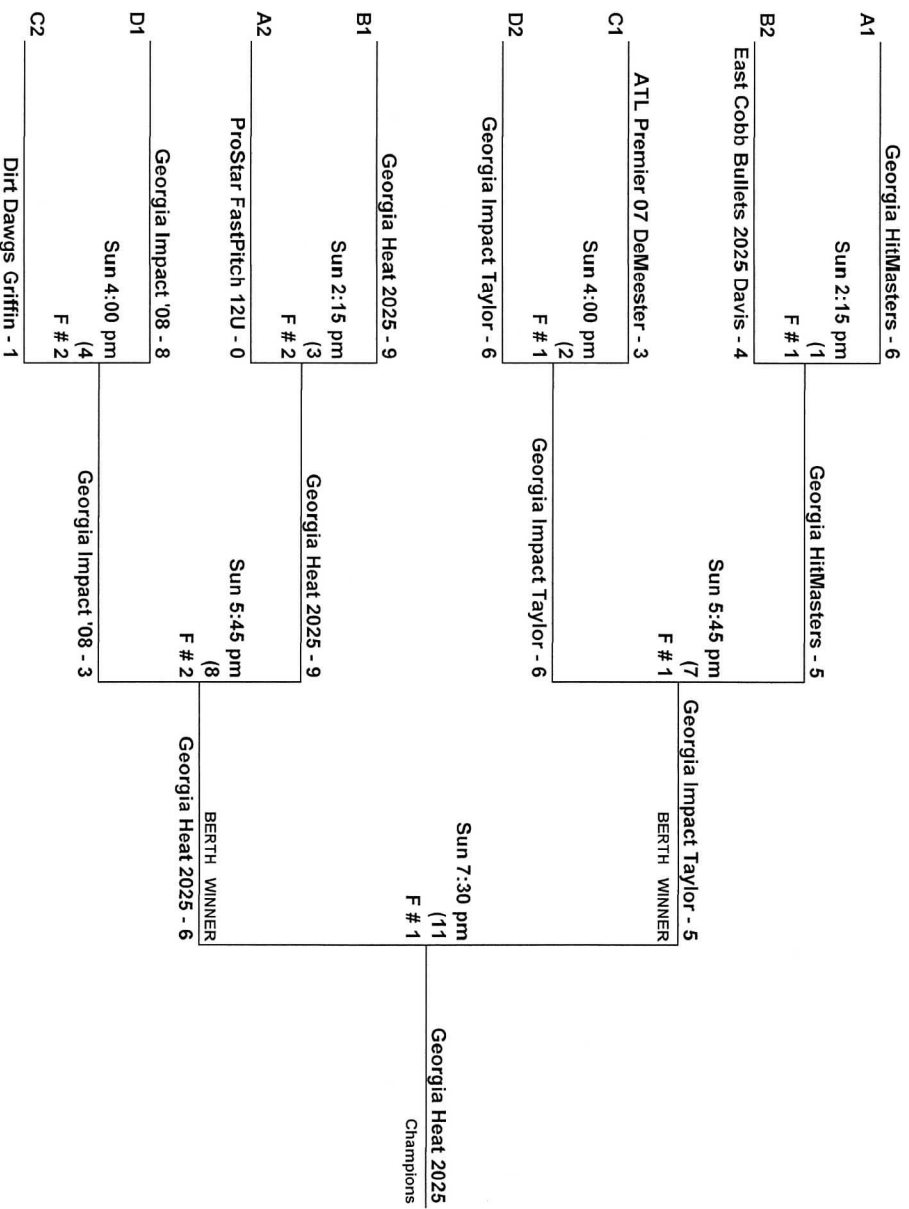 A1
Georgia HitMasters - 6
Sun 2:15 pm
(1
F # 1
B2
East Cobb Bullets 2025 Davis - 4
Georgia HitMasters - 5
Sun 5:45 pm
(7
F # 1
C1
ATL Premier 07 DeMeester - 3
Sun 4:00 pm
(2
F # 1
D2
Georgia Impact Taylor - 6
Georgia Impact Taylor - 6
Georgia Impact Taylor - 5
BERTH WINNER
Sun 7:30 pm
(11
F # 1
Georgia Heat 2025
Champions
B1
Georgia Heat 2025 - 9
Sun 2:15 pm
(3
F # 2
A2
ProStar FastPitch 12U - 0
Georgia Heat 2025 - 9
Sun 5:45 pm
(8
F # 2
BERTH WINNER
Georgia Heat 2025 - 6
D1
Georgia Impact '08 - 8
Sun 4:00 pm
(4
F # 2
Georgia Impact '08 - 3
C2
Dirt Dawgs Griffin - 1